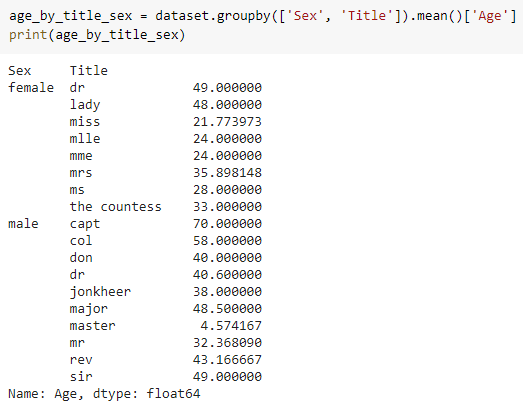 age_by_title_sex = dataset.groupby(['Sex', 'Title']).mean()['Age']
print(age_by_title_sex)
Sex     Title
female  dr              49.000000
        lady            48.000000
        miss            21.773973
        mlle            24.000000
        mme             24.000000
        mrs             35.898148
        ms              28.000000
        the countess    33.000000
male    capt            70.000000
        col             58.000000
        don             40.000000
        dr              40.600000
        jonkheer        38.000000
        major           48.500000
        master           4.574167
        mr              32.368090
        rev             43.166667
        sir             49.000000
Name: Age, dtype: float64